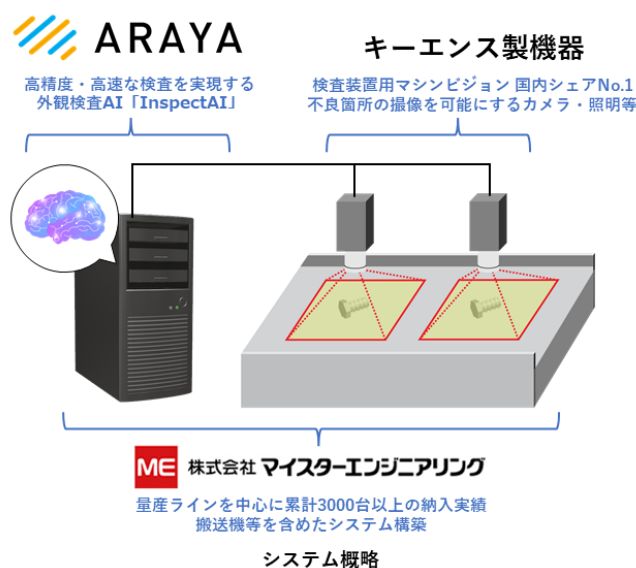 ARAYA
高精度・高速な検査を実現する
外観検査AI「InspectAI」
キーエンス製機器
検査装置用マシンビジョン 国内シェアNo.1
不良箇所の撮像を可能にするカメラ・照明等
ME 株式会社 マイスターエンジニアリング
量産ラインを中心に累計3000台以上の納入実績
搬送機等を含めたシステム構築
システム概略